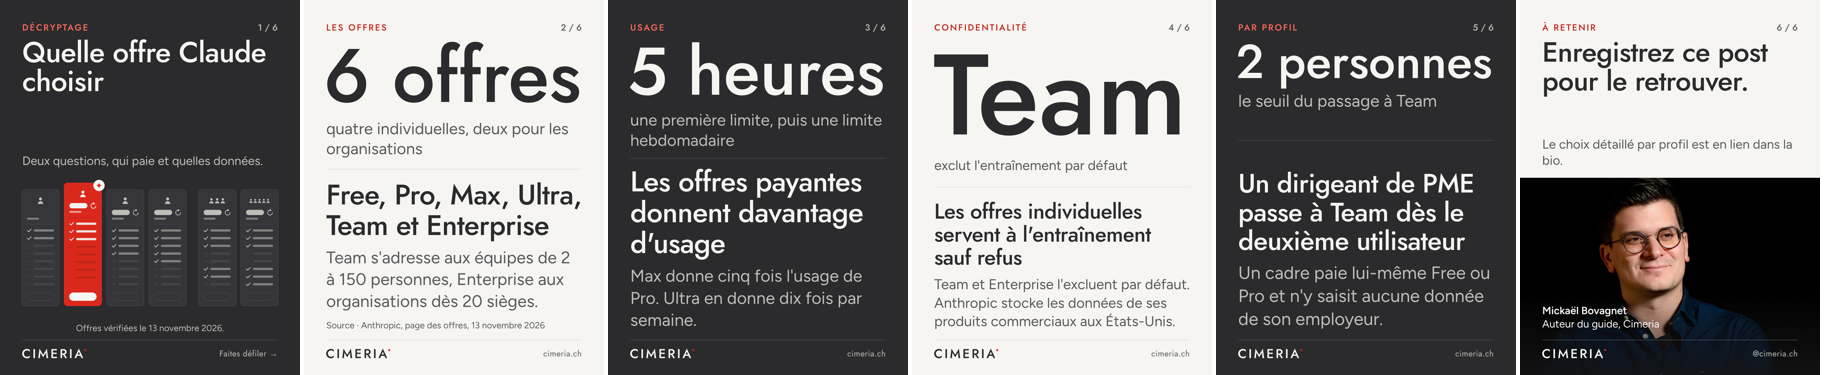 DÉCRYPTAGE
1 / 6
Quelle offre Claude
choisir
Deux questions, qui paie et quelles données.
Offres vérifiées le 13 novembre 2026.
CIMERIA
Faites défiler →
LES OFFRES
2 / 6
6 offres
quatre individuelles, deux pour les
organisations
Free, Pro, Max, Ultra,
Team et Enterprise
Team s'adresse aux équipes de 2
à 150 personnes, Enterprise aux
organisations dès 20 sièges.
Source · Anthropic, page des offres, 13 novembre 2026
CIMERIA
cimeria.ch
USAGE
3 / 6
5 heures
une première limite, puis une limite
hebdomadaire
Les offres payantes
donnent davantage
d'usage
Max donne cinq fois l'usage de
Pro. Ultra en donne dix fois par
semaine.
CIMERIA
cimeria.ch
CONFIDENTIALITÉ
4 / 6
Team
exclut l'entraînement par défaut
Les offres individuelles
servent à l'entraînement
sauf refus
Team et Enterprise l'excluent par défaut.
Anthropic stocke les données de ses
produits commerciaux aux États-Unis.
CIMERIA
cimeria.ch
PAR PROFIL
5 / 6
2 personnes
le seuil du passage à Team
Un dirigeant de PME
passe à Team dès le
deuxième utilisateur
Un cadre paie lui-même Free ou
Pro et n'y saisit aucune donnée
de son employeur.
CIMERIA
cimeria.ch
À RETENIR
6 / 6
Enregistrez ce post
pour le retrouver.
Le choix détaillé par profil est en lien dans la
bio.
Mickaël Bovagnet
Auteur du guide, Cimeria
CIMERIA
@cimeria.ch